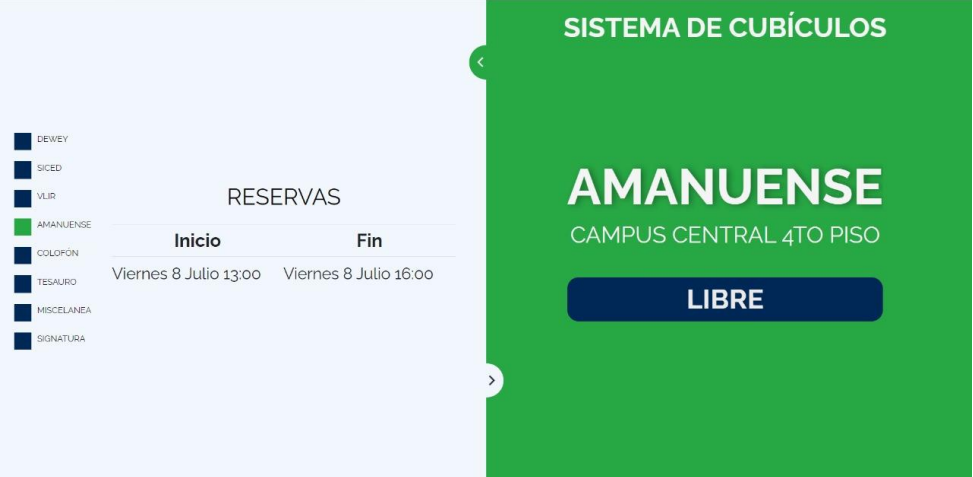 DEWEY
SICED
VLIR
AMANUENSE
COLOFÓN
TESAURO
MISCELANEA
SIGNATURA
RESERVAS
Inicio Fin
Viernes 8 Julio 13:00 Viernes 8 Julio 16:00
SISTEMA DE CUBÍCULOS
AMANUENSE
CAMPUS CENTRAL 4TO PISO
LIBRE